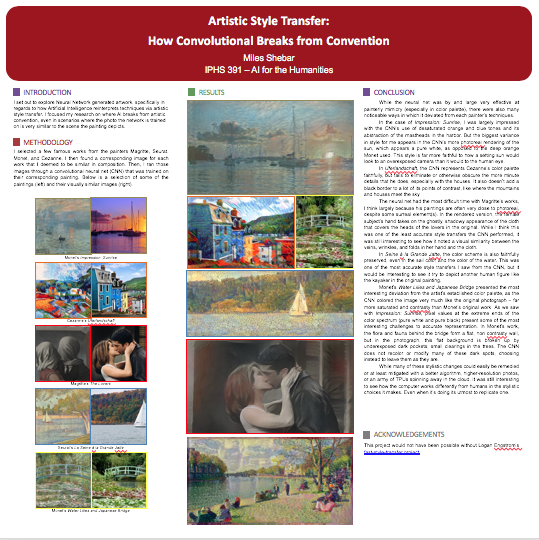 Artistic Style Transfer:
How Convolutional Breaks from Convention
Miles Shebar
IPHS 391 – AI for the Humanities
INTRODUCTION
I set out to explore Neural Network generated artwork, specifically in
regards to how Artificial Intelligence reinterprets techniques via artistic
style transfer. I focused my research on where AI breaks from artistic
convention, even in scenarios where the photo the network is trained
on is very similar to the scene the painting depicts.
METHODOLOGY
I selected a few famous works from the painters Magritte, Seurat,
Monet, and Cezanne. I then found a corresponding image for each
work that I deemed to be similar in composition. Then, I ran those
images through a convolutional neural net (CNN) that was trained on
their corresponding painting. Below is a selection of some of the
paintings (left) and their visually similar images (right).
Monet's Impression: Sunrise
Cezanne's
Magritte's The Lovers
Seurat's La Seine à la Grande Jatte
Monet's Water Lilies and Japanese Bridge
RESULTS
CONCLUSION
While the neural net was by and large very effective at
painterly mimicry (especially in color palette), there were also many
noticeable ways in which it deviated from each painter's techniques.
In the case of Impression: Sunrise, I was largely impressed
with the CNN's use of desaturated orange and blue tones and its
abstraction of the mastheads in the harbor. But the biggest variance
in style for me appears in the CNN's more photoreal rendering of the
sun, which appears a pure white, as opposed to the deep orange
Monet used. This style is far more faithful to how a setting sun would
look to an overexposed camera than it would to the human eye.
In the CNN represents Cezanne's color palette
faithfully, but fails to eliminate or otherwise obscure the more minute
details that he does, especially with the houses. It also doesn't add a
black border to a lot of its points of contrast, like where the mountains
and houses meet the sky.
The neural net had the most difficult time with Magritte's work,
I think largely because his paintings are often very close to photoreal,
despite some surreal elements). In the rendered version, the female
subject's hand takes on the ghostly, shadowy appearance of the cloth
that covers the heads of the lovers in the original. While I think this
was one of the least accurate style transfers the CNN performed, it
was still interesting to see how it noted a visual similarity between the
veins, wrinkles, and folds in her hand and the cloth.
In Seine à la Grande Jatte, the color scheme is also faithfully
preserved, even in the sail color and the color of the water. This was
one of the most accurate style transfers I saw from the CNN, but it
would be interesting to see it try to depict another human figure like
the kayaker in the original painting.
Monet's Water Lilies and Japanese Bridge presented the most
interesting deviation from the artist's established color palette, as the
CNN colored the image very much like the original photograph – far
more saturated and contrasty than Monet's original work. As we saw
with Impression: Sunrise, pixel values at the extreme ends of the
color spectrum (pure white and pure black) present some of the most
interesting challenges to accurate representation. In Monet's work,
the flora and fauna behind the bridge form a flat, non contrasty wall,
but in the photograph, this flat background is broken up by
underexposed dark pockets, small clearings in the trees. The CNN
does not recolor or modify many of these dark spots, choosing
instead to leave them as they are.
While many of these stylistic changes could easily be remedied
or at least mitigated with a better algorithm, higher-resolution photos,
or an army of TPUs spinning away in the cloud, it was still interesting
to see how the computer works differently from humans in the stylistic
choices it makes. Even when it's doing its utmost to replicate one.
ACKNOWLEDGEMENTS
This project would not have been possible without Logan Engstrom's
fast-style-transfer project.